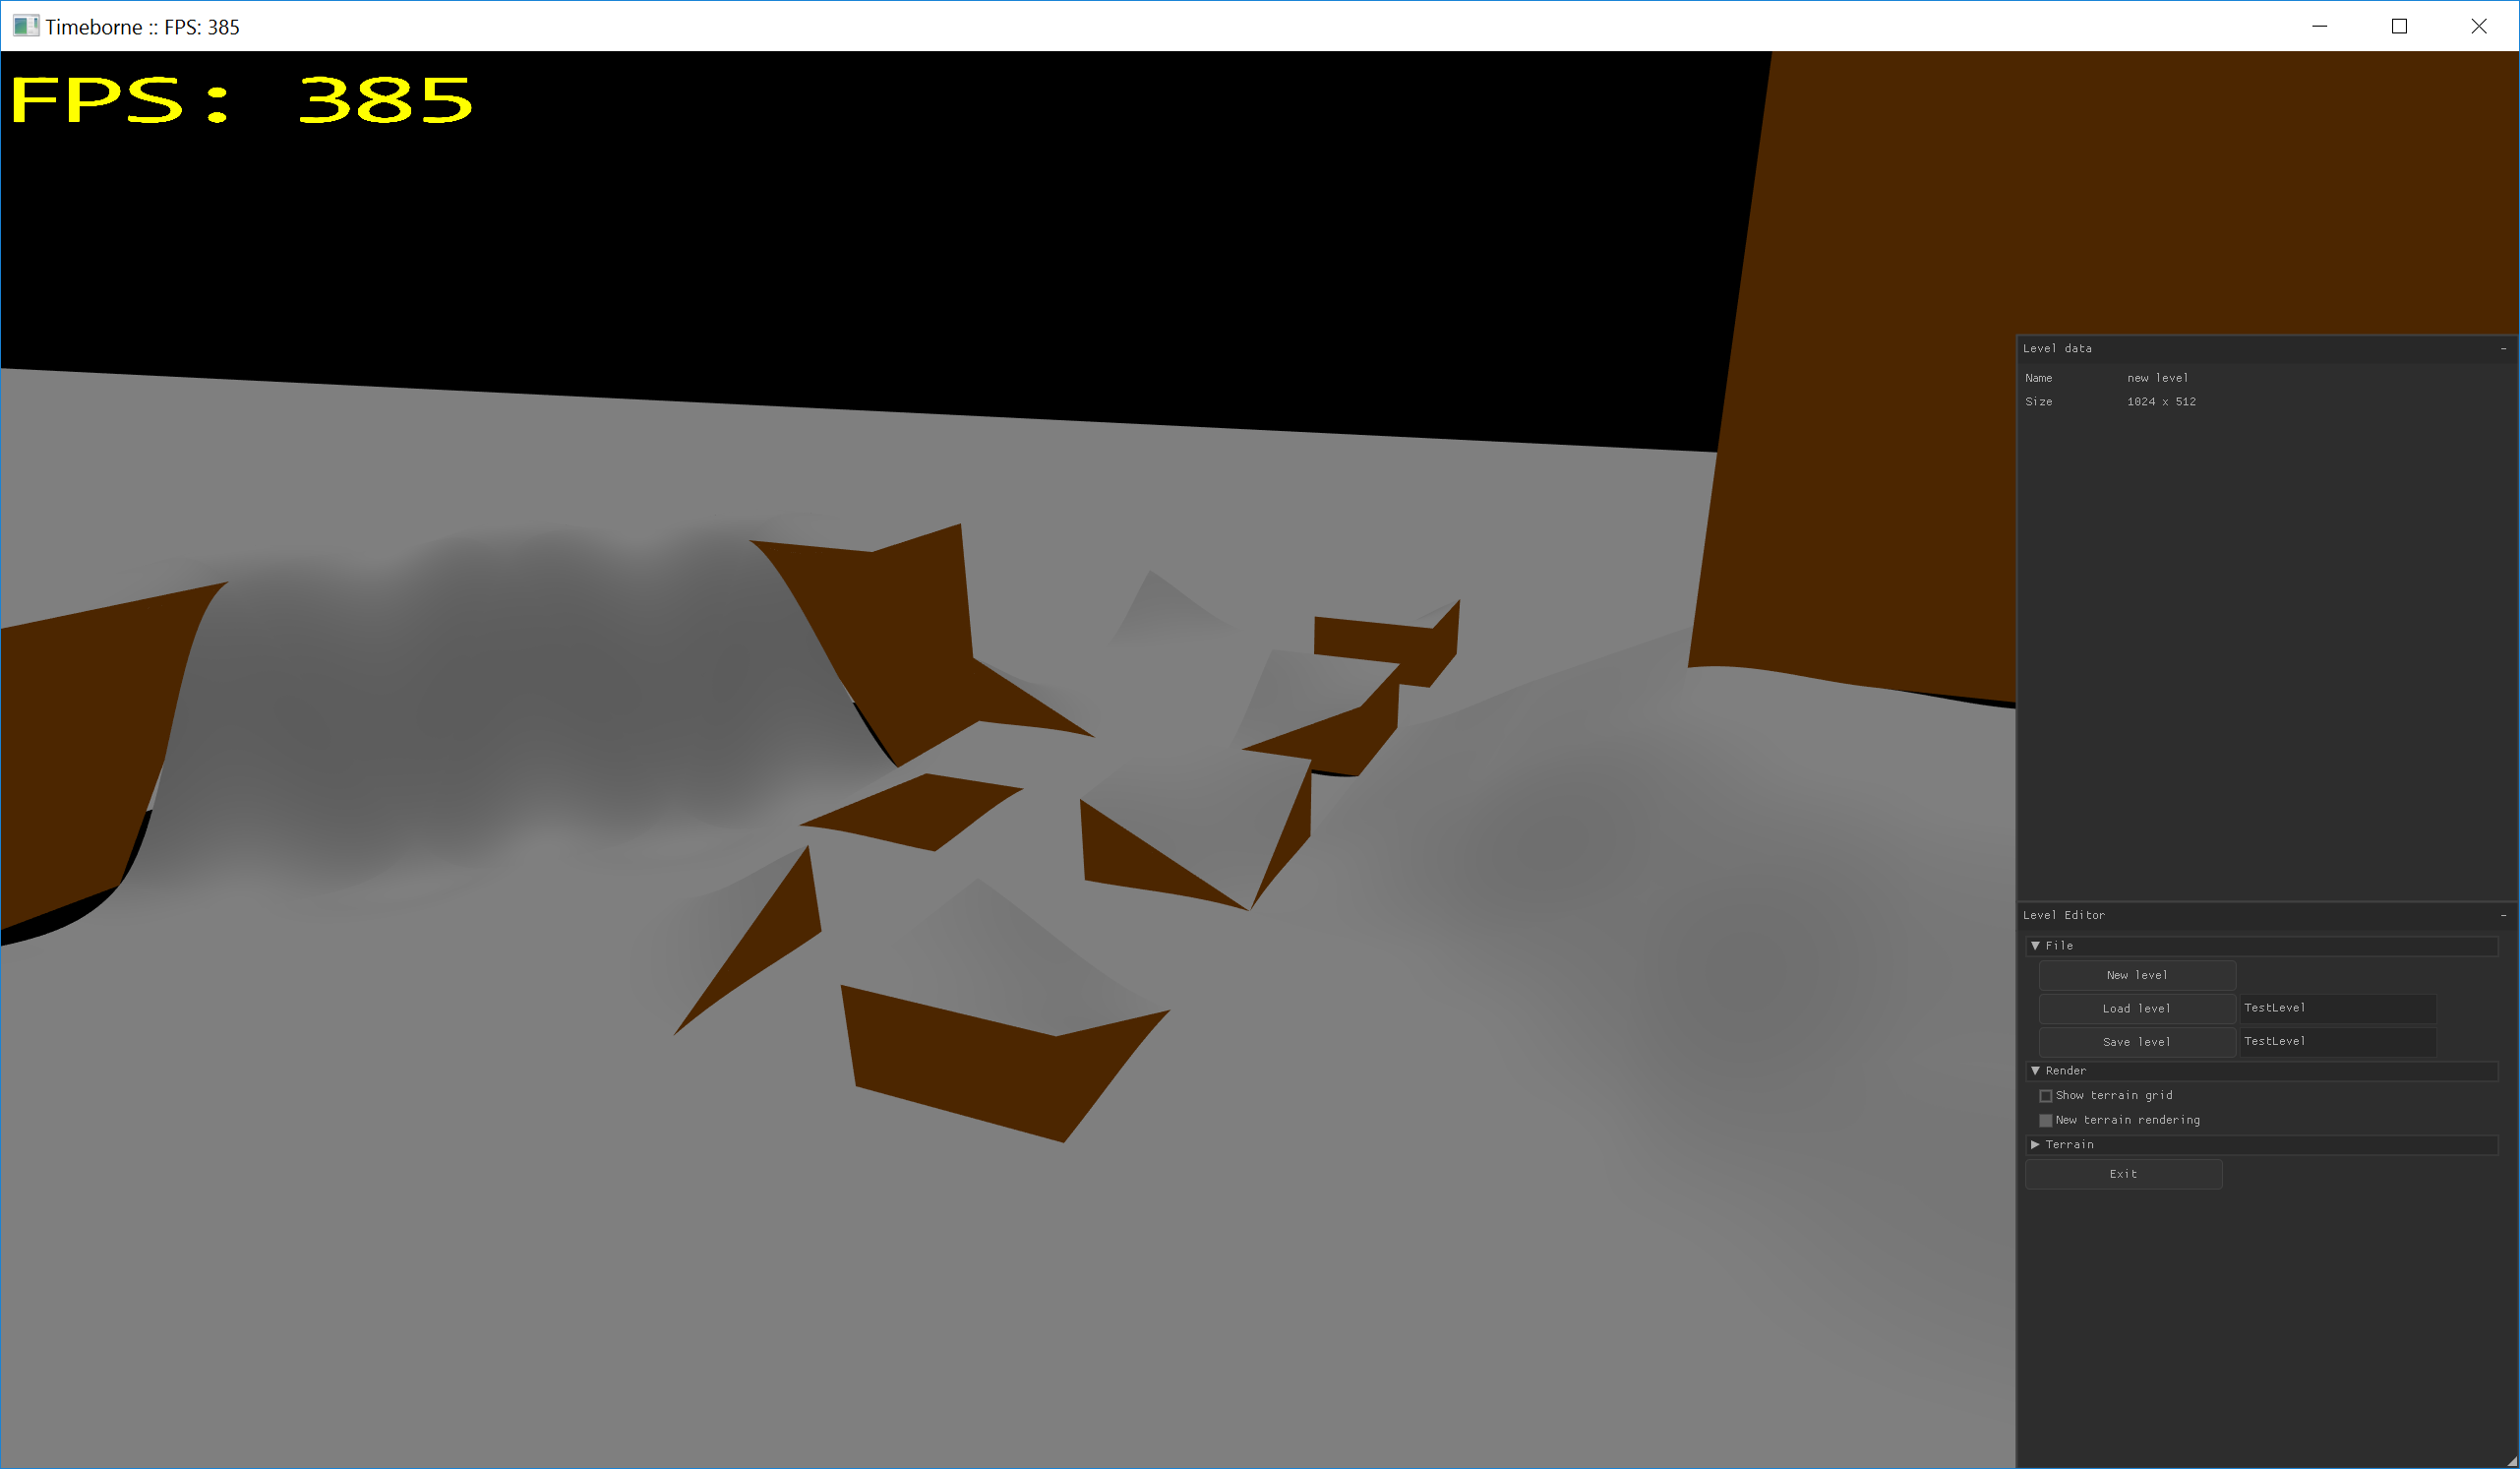 Timeborne :: FPS: 385
FPS: 385
Level data
Name new level
Size 1024 x 512
Level Editor
File
New level
Load level TestLevel
Save level TestLevel
Render
Show terrain grid
New terrain rendering
Terrain
Exit